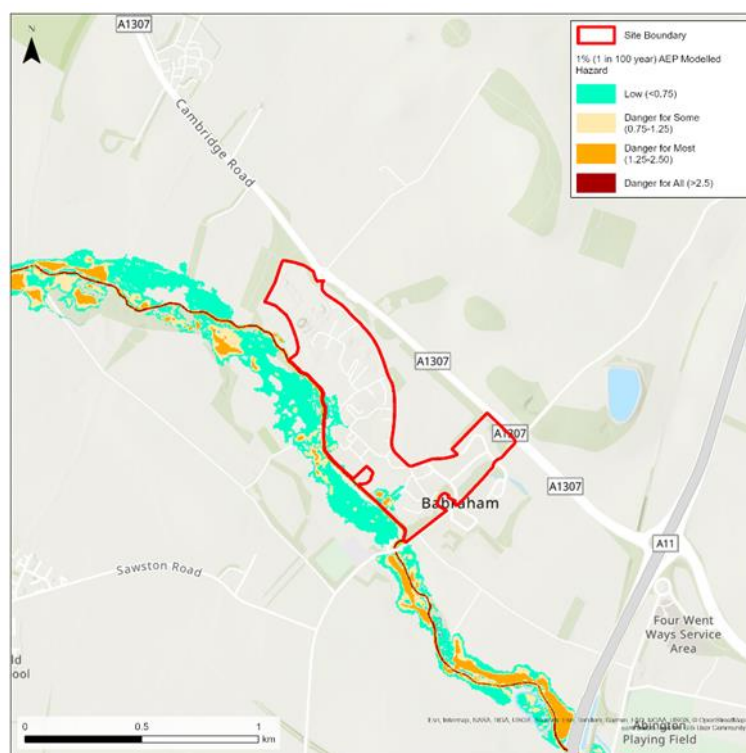 A1307
Site Boundary
1% (1 in 100 year) AEP Modelled
Hazard
Low (<0.75)
Danger for Some
(0.75-1.25)
Danger for Most
(1.25-2.50)
Danger for All (>2.5)
N
Cambridge Road
A1307
A1307
A1307
Babraham
A1307
A11
Sawston Road
Four Went
Ways Service
Area
ool
0
0.5
1
km
Abington
Playing Field